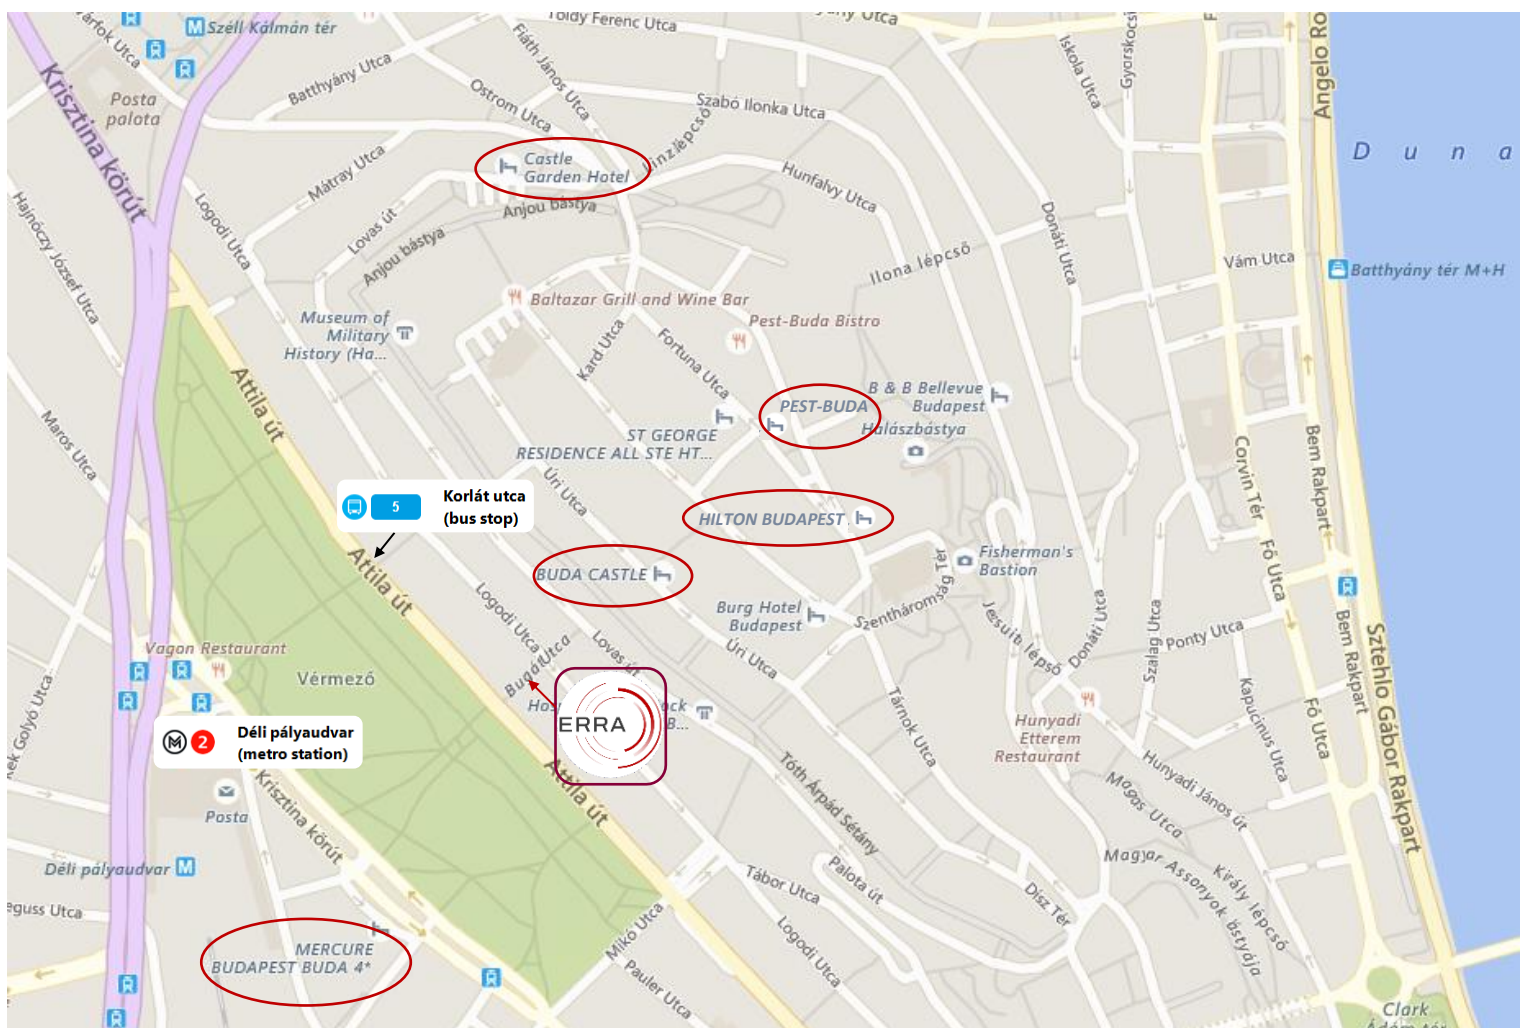 Toldy Ferenc Utca
Utca
Széll Kálmán tér
Krisztina körút
Posta
palota
Batthyány Utca
Fiáth János Utca
Ostrom Utca
Szabó Ilonka Utca
Iskola Utca
Angelo Ro
D u n a
Castle
Garden Hotel
Mátray Utca
Hunfalvy Utca
Logodi Utca
Lovas út
Anjou bástya
Anjou bástya
Hajnóczy József Utca
Donáti Utca
Ilona lépcső
Vám Utca
Batthyány tér M+H
Baltazar Grill and Wine Bar
Museum of
Military
History (Ha...
Pest-Buda Bistro
Kard Utca
Fortuna Utca
Attila út
B & B Bellevue
Budapest
PEST-BUDA
Halászbástya
ST GEORGE
RESIDENCE ALL STE HT...
Maros Utca
Corvin Tér
Bem Rakpart
Úri Utca
5
Korlát utca
(bus stop)
HILTON BUDAPEST
Attila út
Fisherman's
Bastion
Fő Utca
BUDA CASTLE
Logodi Utca
Burg Hotel
Budapest
Szentháromság Tér
Jezsuita lépső
Donáti Utca
Szalag Utca
Ponty Utca
Bem Rakpart
Sztehlo Gábor Rakpart
Vagon Restaurant
Vérmező
Lovas út
Úri Utca
ERRA
B...
Tárnok Utca
Kapucinus Utca
Fő Utca
Hunyadi
Étterem
Restaurant
2
Déli pályaudvar
(metro station)
Attila út
Tóth Árpád Sétány
Hunyadi János út
Magas Utca
Krisztina körút
Posta
Déli pályaudvar
Tábor Utca
Palota út
Dísz Tér
Király lépcső
Mikó Utca
Logodi Utca
MERCURE
BUDAPEST BUDA 4*
Pauler Utca
Clark